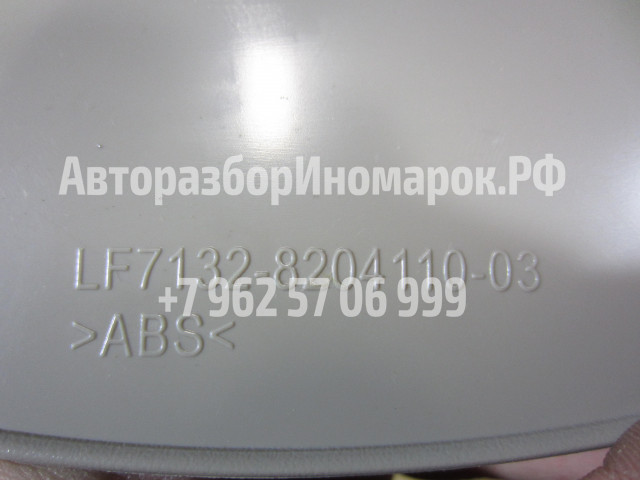 АвторазборИномарок.РФ
LF7132-8204110-03
+7 962 57 06 999
>ABS<